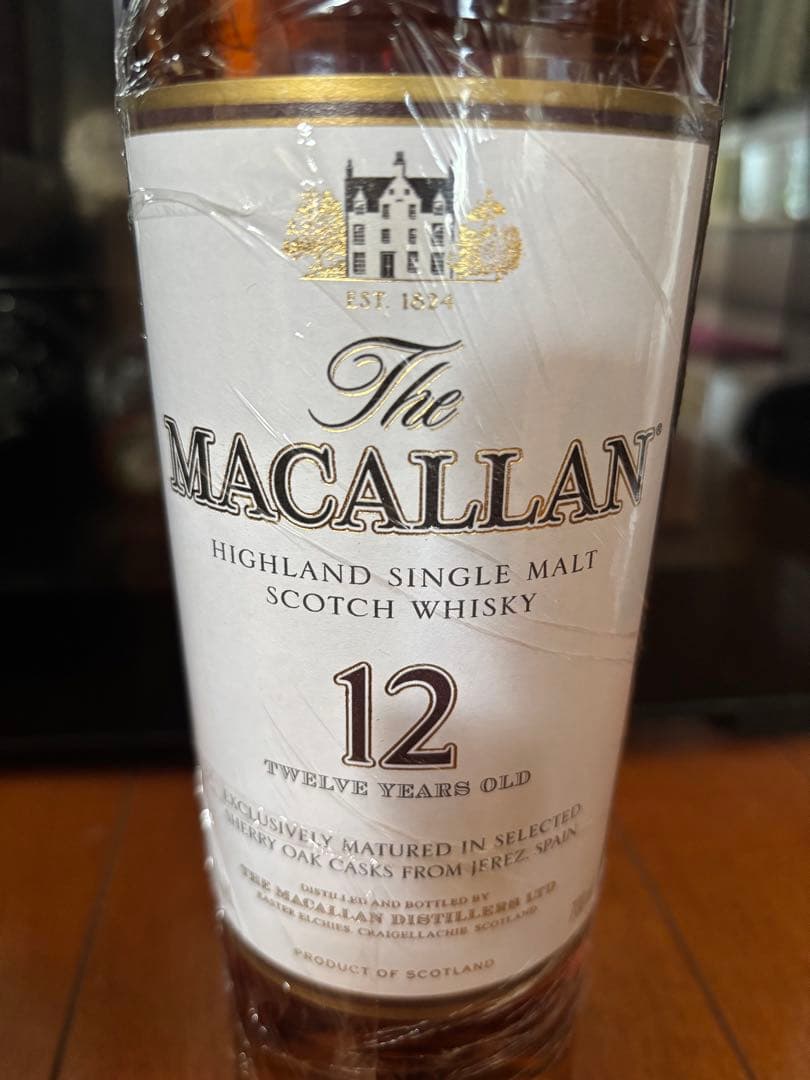 EST. 1824
The
MACALLAN®
HIGHLAND SINGLE MALT
SCOTCH WHISKY
12
TWELVE YEARS OLD
EXCLUSIVELY MATURED IN SELECTED
SHERRY OAK CASKS FROM JEREZ, SPAIN
DISTILLED AND BOTTLED BY
THE MACALLAN DISTILLERS LTD
EASTER ELCHIES, CRAIGELLACHIE, SCOTLAND
PRODUCT OF SCOTLAND